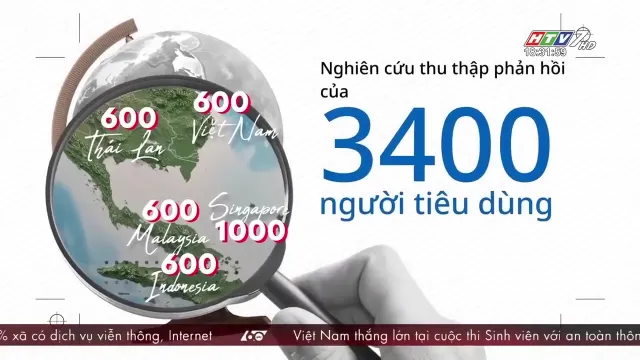 HTV7
HD
18:31:59
Nghiên cứu thu thập phản hồi
của
3400
người tiêu dùng
600
Việt Nam
600
Thái Lan
600
Malaysia
Singapore
1000
600
Indonesia
% xã có dịch vụ viễn thông, Internet
60
Việt Nam thắng lớn tại cuộc thi Sinh viên với an toàn thôn